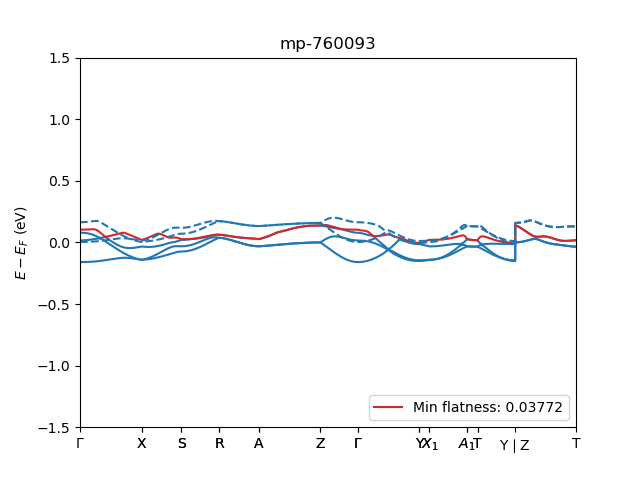 mp-760093
E − E_F (eV)
1.5
1.0
0.5
0.0
−0.5
−1.0
−1.5
Min flatness: 0.03772
Γ X S R A Z Γ Y X₁ A₁ T Y | Z T